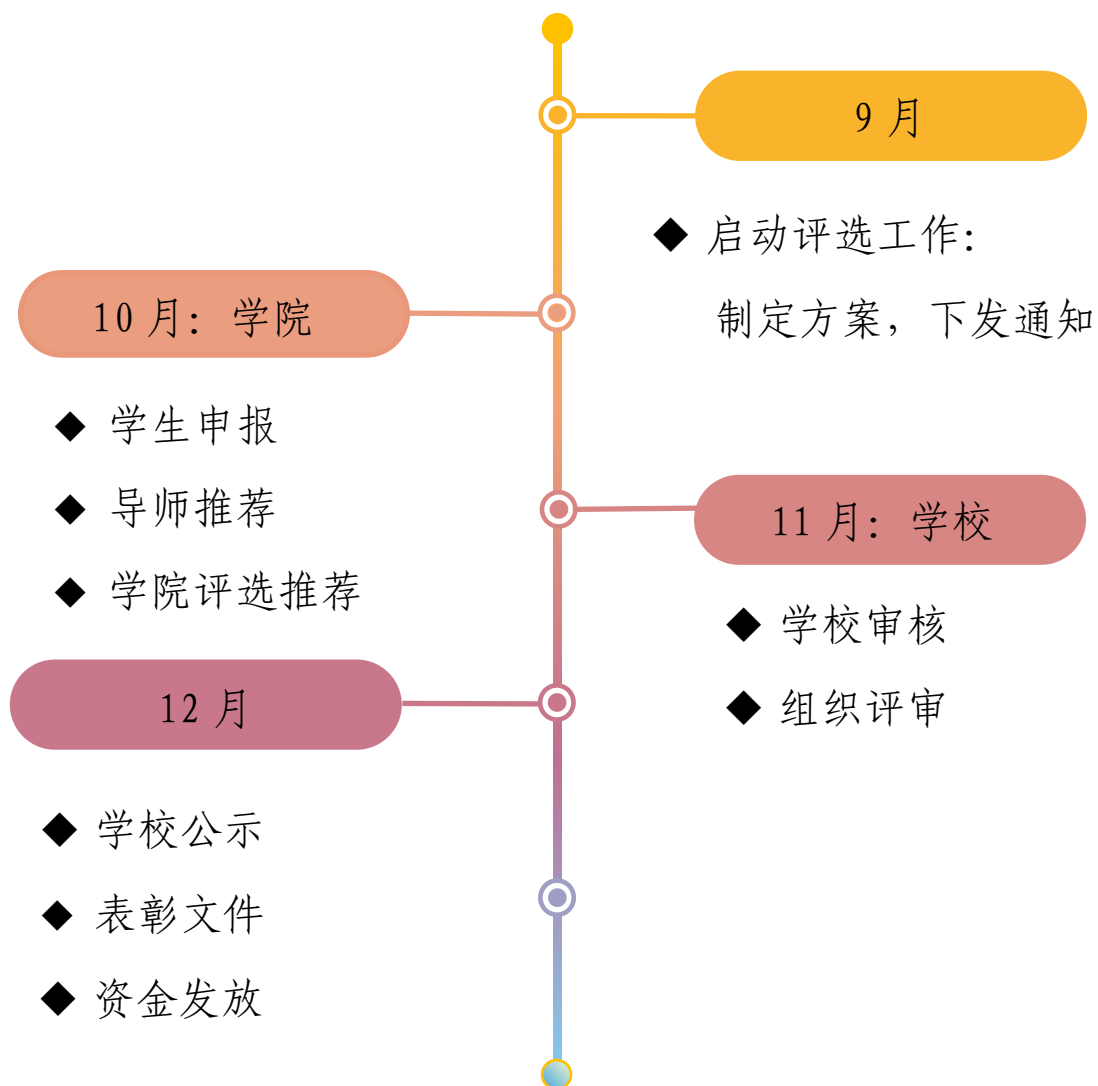 9 月
◆ 启动评选工作:
制定方案，下发通知
10 月: 学院
◆ 学生申报
◆ 导师推荐
◆ 学院评选推荐
11 月: 学校
◆ 学校审核
◆ 组织评审
12 月
◆ 学校公示
◆ 表彰文件
◆ 资金发放